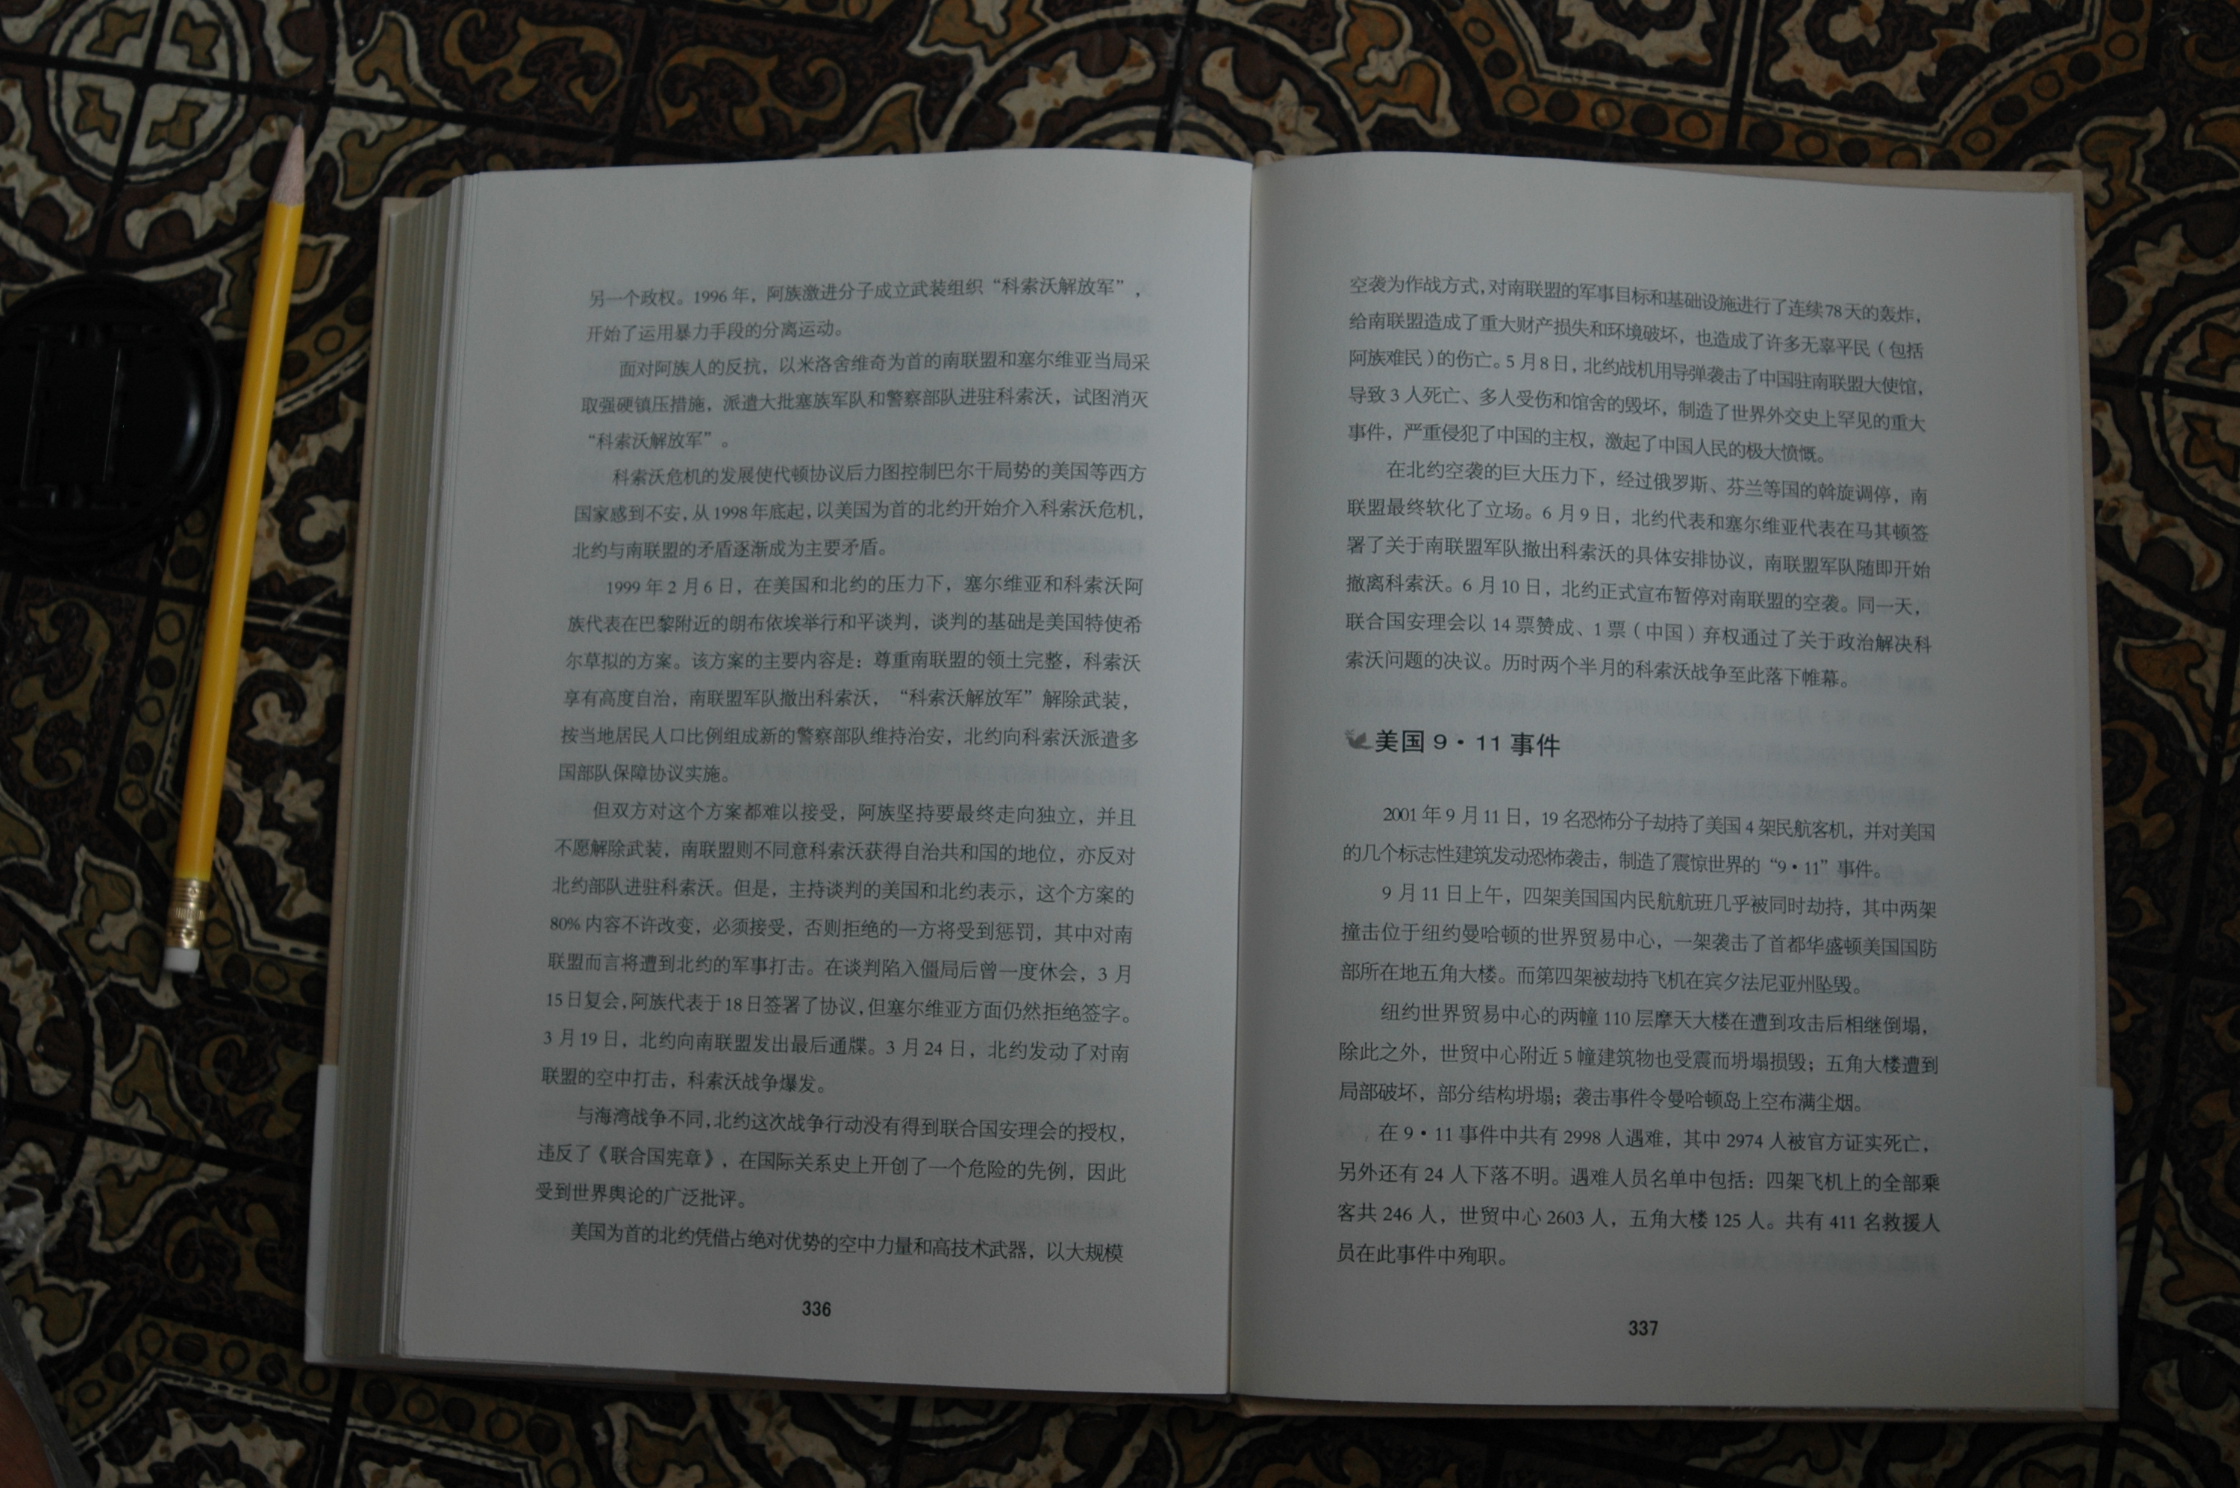 另一个政权。1996 年，阿族激进分子成立武装组织“科索沃解放军”，
开始了运用暴力手段的分离运动。
面对阿族人的反抗，以米洛舍维奇为首的南联盟和塞尔维亚当局采
取强硬镇压措施，派遣大批塞族军队和警察部队进驻科索沃，试图消灭
“科索沃解放军”。
科索沃危机的发展使代顿协议后力图控制巴尔干局势的美国等西方
国家感到不安，从1998年底起，以美国为首的北约开始介入科索沃危机，
北约与南联盟的矛盾逐渐成为主要矛盾。
1999 年 2 月 6 日，在美国和北约的压力下，塞尔维亚和科索沃阿
族代表在巴黎附近的朗布依埃举行和平谈判，谈判的基础是美国特使希
尔草拟的方案。该方案的主要内容是：尊重南联盟的领土完整，科索沃
享有高度自治，南联盟军队撤出科索沃，“科索沃解放军”解除武装，
按当地居民人口比例组成新的警察部队维持治安，北约向科索沃派遣多
国部队保障协议实施。
但双方对这个方案都难以接受，阿族坚持要最终走向独立，并且
不愿解除武装，南联盟则不同意科索沃获得自治共和国的地位，亦反对
北约部队进驻科索沃。但是，主持谈判的美国和北约表示，这个方案的
80% 内容不许改变，必须接受，否则拒绝的一方将受到惩罚，其中对南
联盟而言将遭到北约的军事打击。在谈判陷入僵局后曾一度休会，3 月
15日复会，阿族代表于18日签署了协议，但塞尔维亚方面仍然拒绝签字。
3 月19 日，北约向南联盟发出最后通牒。3 月 24 日，北约发动了对南
联盟的空中打击，科索沃战争爆发。
与海湾战争不同，北约这次战争行动没有得到联合国安理会的授权，
违反了《联合国宪章》，在国际关系史上开创了一个危险的先例，因此
受到世界舆论的广泛批评。
美国为首的北约凭借占绝对优势的空中力量和高技术武器，以大规模
336
空袭为作战方式，对南联盟的军事目标和基础设施进行了连续78天的轰炸，
给南联盟造成了重大财产损失和环境破坏，也造成了许多无辜平民（包括
阿族难民）的伤亡。5 月 8 日，北约战机用导弹袭击了中国驻南联盟大使馆，
导致 3 人死亡、多人受伤和馆舍的毁坏，制造了世界外交史上罕见的重大
事件，严重侵犯了中国的主权，激起了中国人民的极大愤慨。
在北约空袭的巨大压力下，经过俄罗斯、芬兰等国的斡旋调停，南
联盟最终软化了立场。6 月 9 日，北约代表和塞尔维亚代表在马其顿签
署了关于南联盟军队撤出科索沃的具体安排协议，南联盟军队随即开始
撤离科索沃。6 月 10 日，北约正式宣布暂停对南联盟的空袭。同一天，
联合国安理会以 14 票赞成、1 票（中国）弃权通过了关于政治解决科
索沃问题的决议。历时两个半月的科索沃战争至此落下帷幕。
美国 9·11 事件
2001 年 9 月 11 日，19 名恐怖分子劫持了美国 4 架民航客机，并对美国
的几个标志性建筑发动恐怖袭击，制造了震惊世界的“9·11”事件。
9 月 11 日上午，四架美国国内民航航班几乎被同时劫持，其中两架
撞击位于纽约曼哈顿的世界贸易中心，一架袭击了首都华盛顿美国国防
部所在地五角大楼。而第四架被劫持飞机在宾夕法尼亚州坠毁。
纽约世界贸易中心的两幢 110 层摩天大楼在遭到攻击后相继倒塌，
除此之外，世贸中心附近 5 幢建筑物也受震而坍塌损毁；五角大楼遭到
局部破坏，部分结构坍塌；袭击事件令曼哈顿岛上空布满尘烟。
在 9·11 事件中共有 2998 人遇难，其中 2974 人被官方证实死亡，
另外还有 24 人下落不明。遇难人员名单中包括：四架飞机上的全部乘
客共 246 人，世贸中心 2603 人，五角大楼 125 人。共有 411 名救援人
员在此事件中殉职。
337